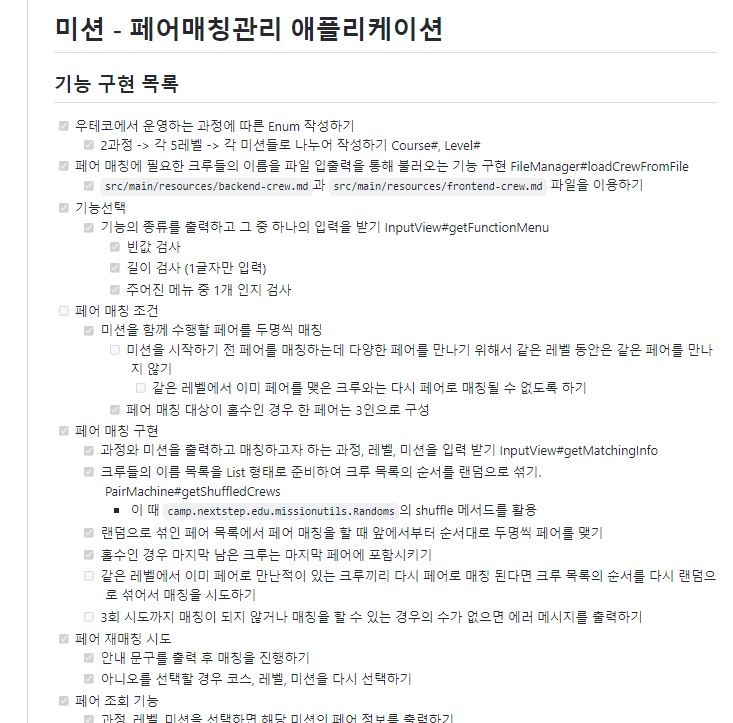 미션 - 페어매칭관리 애플리케이션
기능 구현 목록
우테코에서 운영하는 과정에 따른 Enum 작성하기
2과정 -> 각 5레벨 -> 각 미션들로 나누어 작성하기 Course#, Level#
페어 매칭에 필요한 크루들의 이름을 파일 입출력을 통해 불러오는 기능 구현 FileManager#loadCrewFromFile
src/main/resources/backend-crew.md 과 src/main/resources/frontend-crew.md 파일을 이용하기
기능선택
기능의 종류를 출력하고 그 중 하나의 입력을 받기 InputView#getFunctionMenu
빈값 검사
길이 검사 (1글자만 입력)
주어진 메뉴 중 1개 인지 검사
페어 매칭 조건
미션을 함께 수행할 페어를 두명씩 매칭
미션을 시작하기 전 페어를 매칭하는데 다양한 페어를 만나기 위해서 같은 레벨 동안은 같은 페어를 만나
지 않기
같은 레벨에서 이미 페어를 맺은 크루와는 다시 페어로 매칭될 수 없도록 하기
페어 매칭 대상이 홀수인 경우 한 페어는 3인으로 구성
페어 매칭 구현
과정와 미션을 출력하고 매칭하고자 하는 과정, 레벨, 미션을 입력 받기 InputView#getMatchingInfo
크루들의 이름 목록을 List 형태로 준비하여 크루 목록의 순서를 랜덤으로 섞기.
PairMachine#getShuffledCrews
이 때 camp.nextstep.edu.missionutils.Randoms 의 shuffle 메서드를 활용
랜덤으로 섞인 페어 목록에서 페어 매칭을 할 때 앞에서부터 순서대로 두명씩 페어를 맺기
홀수인 경우 마지막 남은 크루는 마지막 페어에 포함시키기
같은 레벨에서 이미 페어로 만난적이 있는 크루끼리 다시 페어로 매칭 된다면 크루 목록의 순서를 다시 랜덤으
로 섞어서 매칭을 시도하기
3회 시도까지 매칭이 되지 않거나 매칭을 할 수 있는 경우의 수가 없으면 에러 메시지를 출력하기
페어 재매칭 시도
안내 문구를 출력 후 매칭을 진행하기
아니오를 선택할 경우 코스, 레벨, 미션을 다시 선택하기
페어 조회 기능
과정, 레벨, 미션을 선택하면 해당 미션의 페어 정보를 출력하기